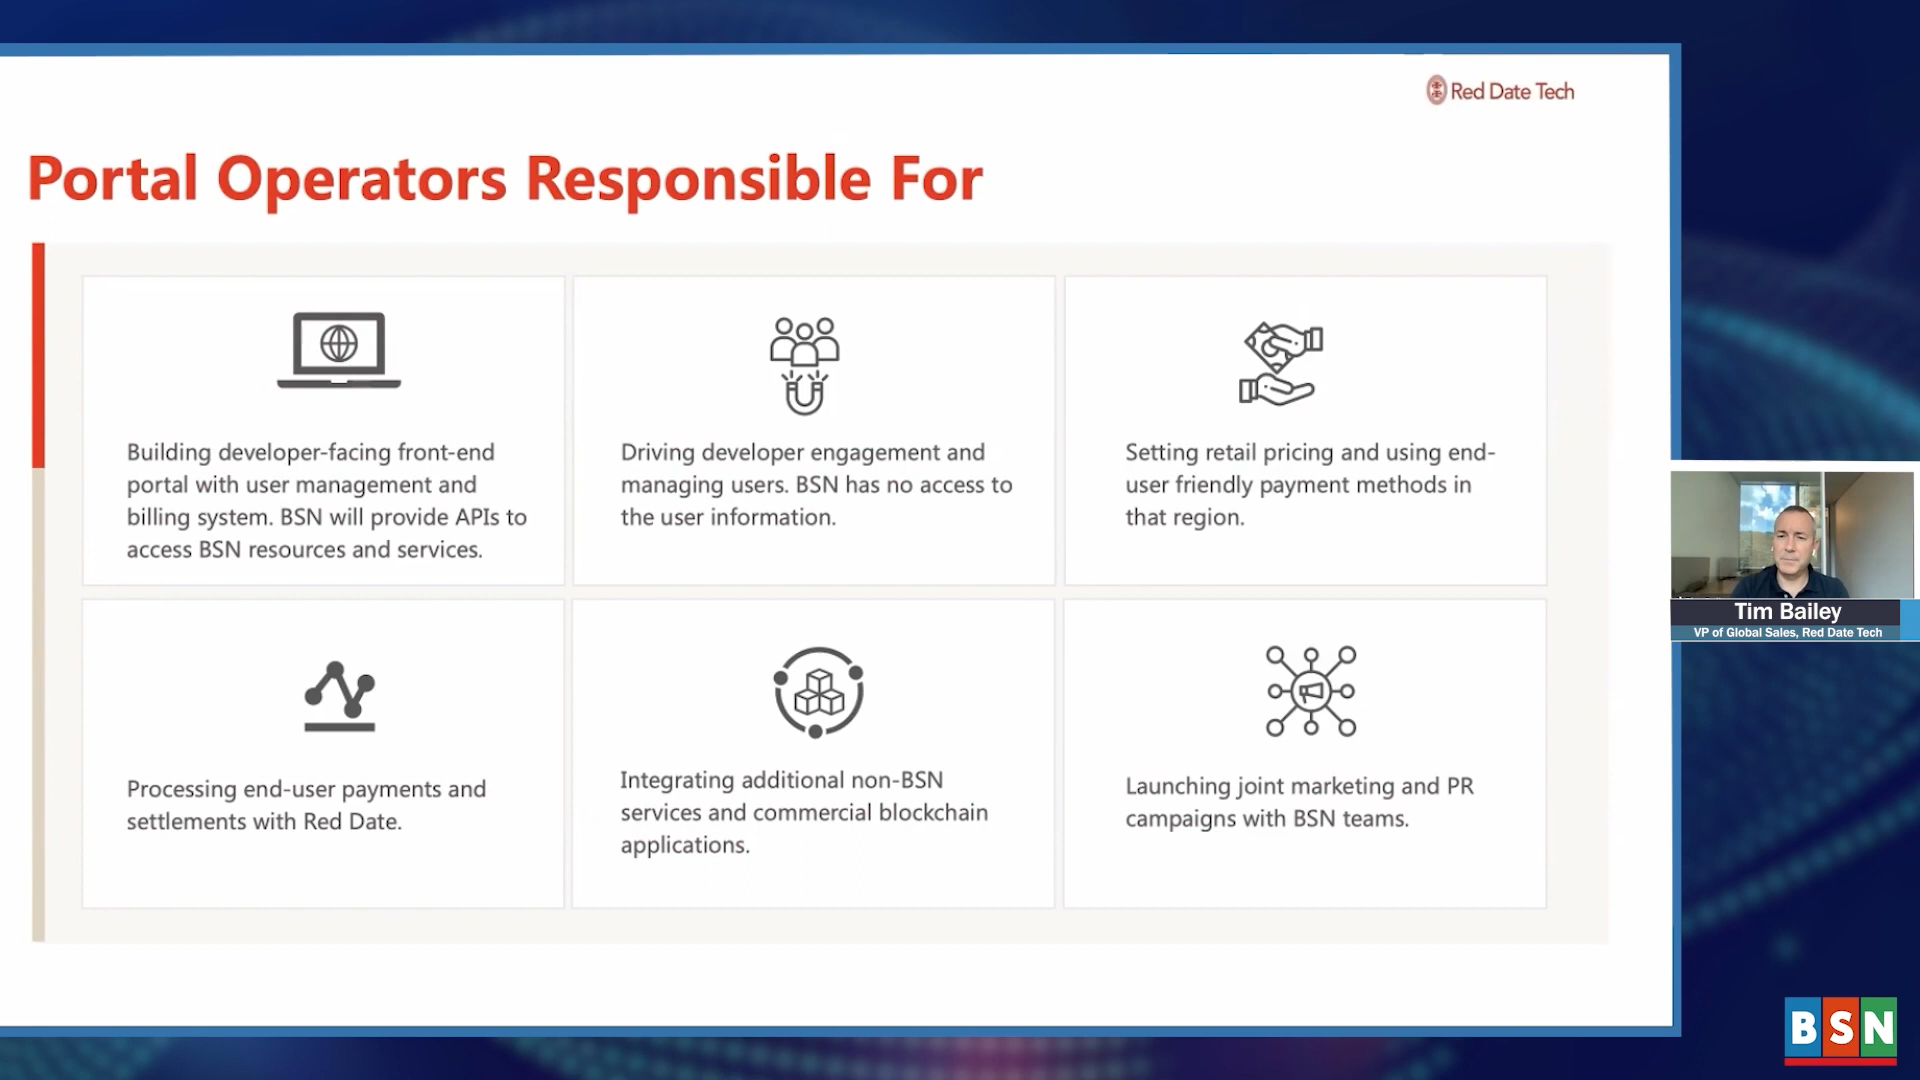 Red Date Tech
Portal Operators Responsible For
Building developer-facing front-end
portal with user management and
billing system. BSN will provide APIs to
access BSN resources and services.
Driving developer engagement and
managing users. BSN has no access to
the user information.
Setting retail pricing and using end-
user friendly payment methods in
that region.
Processing end-user payments and
settlements with Red Date.
Integrating additional non-BSN
services and commercial blockchain
applications.
Launching joint marketing and PR
campaigns with BSN teams.
Tim Bailey
VP of Global Sales, Red Date Tech
BSN